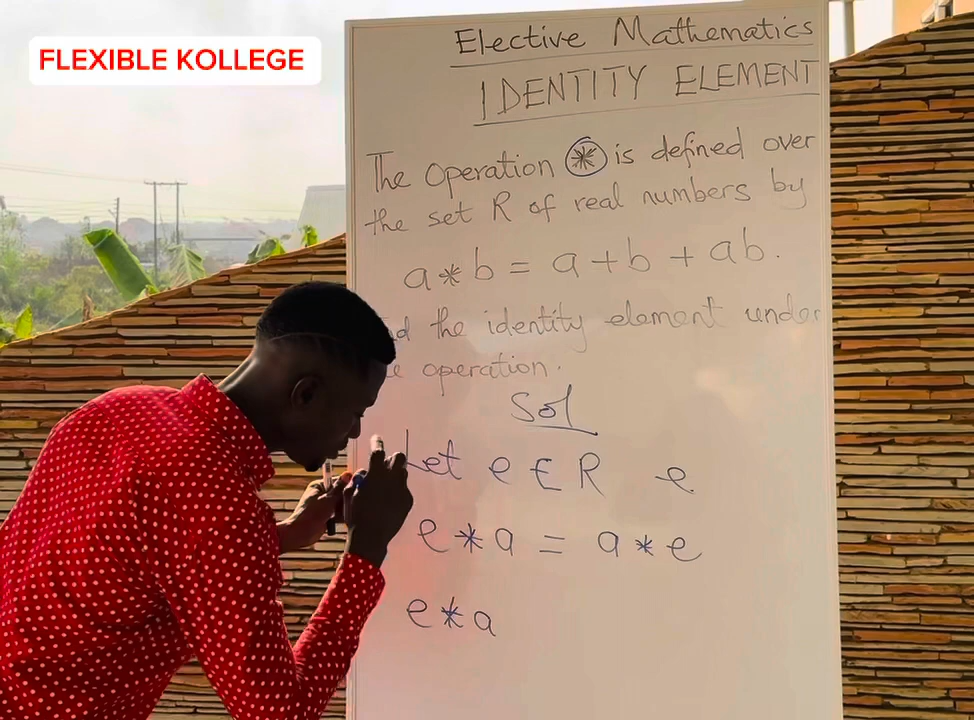 FLEXIBLE KOLLEGE
Elective Mathematics
IDENTITY ELEMENT
The operation * is defined over
the set R of real numbers by
a * b = a + b + ab.
the identity element under
operation.
Sol
Let e ∈ R e
e * a = a * e
e * a